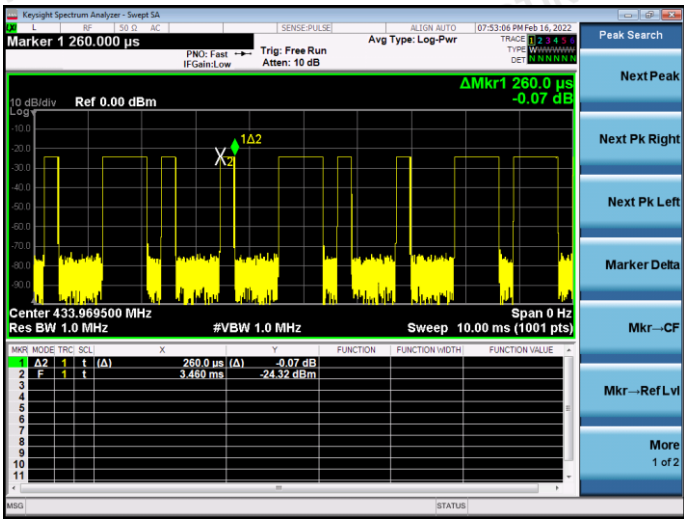 Keysight Spectrum Analyzer - Swept SA
L RF 50 Ω AC SENSE:PULSE ALIGN AUTO 07:53:06 PM Feb 16, 2022
Marker 1 260.000 µs
PNO: Fast
IFGain:Low
Trig: Free Run
Atten: 10 dB
Avg Type: Log-Pwr
TRACE 1 2 3 4 5 6
TYPE WWWWWW
DET N N N N N N
Peak Search
Next Peak
Next Pk Right
Next Pk Left
Marker Delta
Mkr→CF
Mkr→Ref Lvl
More
1 of 2
ΔMkr1 260.0 µs
-0.07 dB
10 dB/div Ref 0.00 dBm
Log
-10.0
-20.0
-30.0
-40.0
-50.0
-60.0
-70.0
-80.0
-90.0
1Δ2
X2
Center 433.969500 MHz Span 0 Hz
Res BW 1.0 MHz #VBW 1.0 MHz Sweep 10.00 ms (1001 pts)
MKR MODE TRC SCL X Y FUNCTION FUNCTION WIDTH FUNCTION VALUE
1 Δ2 1 t (Δ) 260.0 µs (Δ) -0.07 dB
2 F 1 t 3.460 ms -24.32 dBm
3
4
5
6
7
8
9
10
11
MSG STATUS